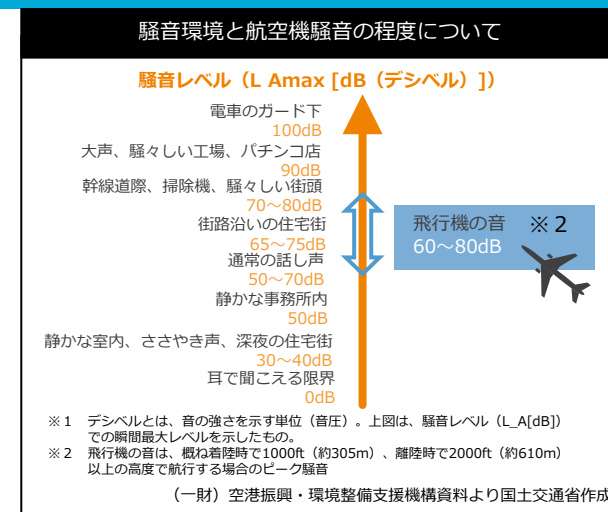 騒音環境と航空機騒音の程度について
騒音レベル（L Amax [dB（デシベル）]）
電車のガード下
100dB
大声、騒々しい工場、パチンコ店
90dB
幹線道際、掃除機、騒々しい街頭
70～80dB
街路沿いの住宅街
65～75dB
通常の話し声
50～70dB
静かな事務所内
50dB
静かな室内、ささやき声、深夜の住宅街
30～40dB
耳で聞こえる限界
0dB
飛行機の音 ※２
60～80dB
※１ デシベルとは、音の強さを示す単位（音圧）。上図は、騒音レベル（L_A[dB]）
での瞬間最大レベルを示したもの。
※２ 飛行機の音は、概ね着陸時で1000ft（約305m）、離陸時で2000ft（約610m）
以上の高度で航行する場合のピーク騒音
（一財）空港振興・環境整備支援機構資料より国土交通省作成